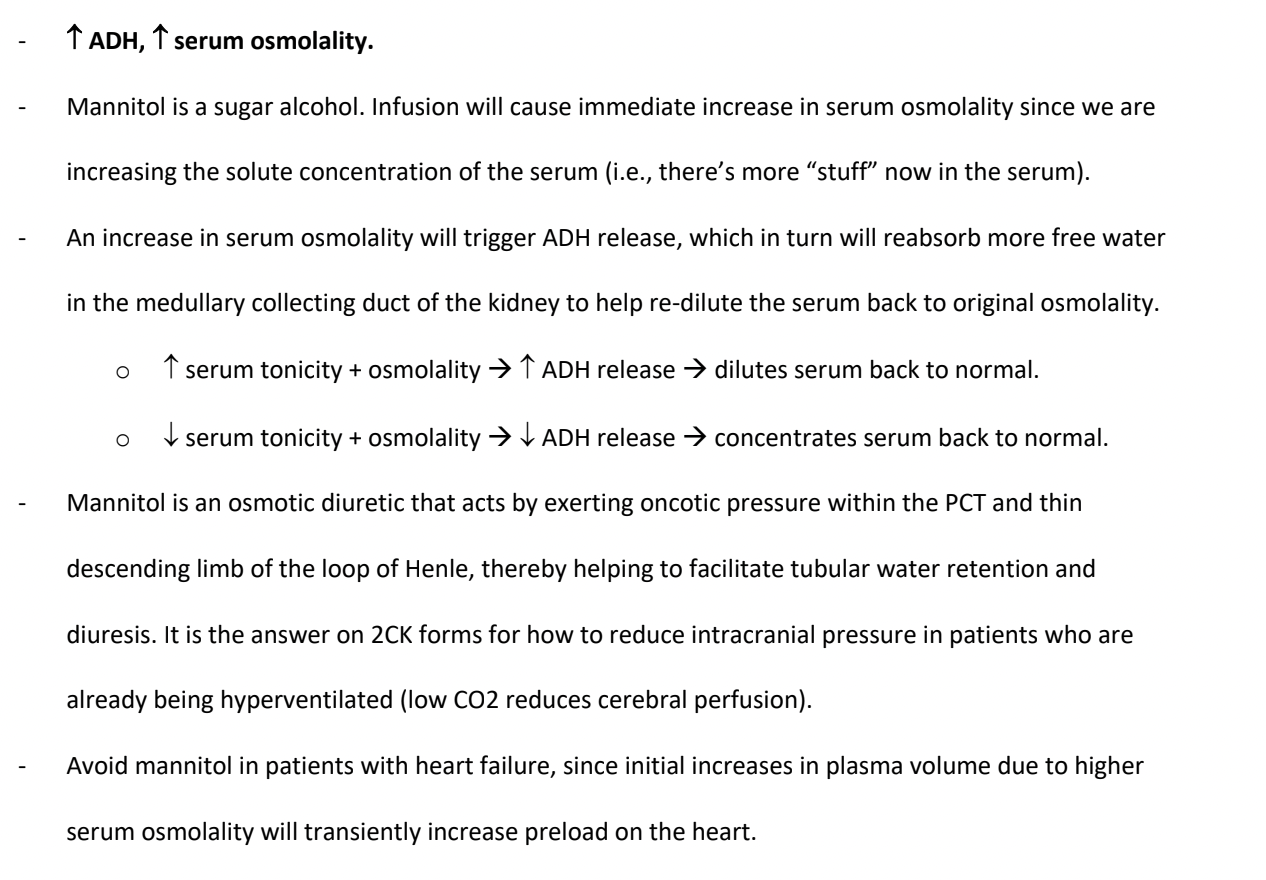 - ↑ ADH, ↑ serum osmolality.
- Mannitol is a sugar alcohol. Infusion will cause immediate increase in serum osmolality since we are
increasing the solute concentration of the serum (i.e., there’s more “stuff” now in the serum).
- An increase in serum osmolality will trigger ADH release, which in turn will reabsorb more free water
in the medullary collecting duct of the kidney to help re-dilute the serum back to original osmolality.
o ↑ serum tonicity + osmolality → ↑ ADH release → dilutes serum back to normal.
o ↓ serum tonicity + osmolality → ↓ ADH release → concentrates serum back to normal.
- Mannitol is an osmotic diuretic that acts by exerting oncotic pressure within the PCT and thin
descending limb of the loop of Henle, thereby helping to facilitate tubular water retention and
diuresis. It is the answer on 2CK forms for how to reduce intracranial pressure in patients who are
already being hyperventilated (low CO2 reduces cerebral perfusion).
- Avoid mannitol in patients with heart failure, since initial increases in plasma volume due to higher
serum osmolality will transiently increase preload on the heart.